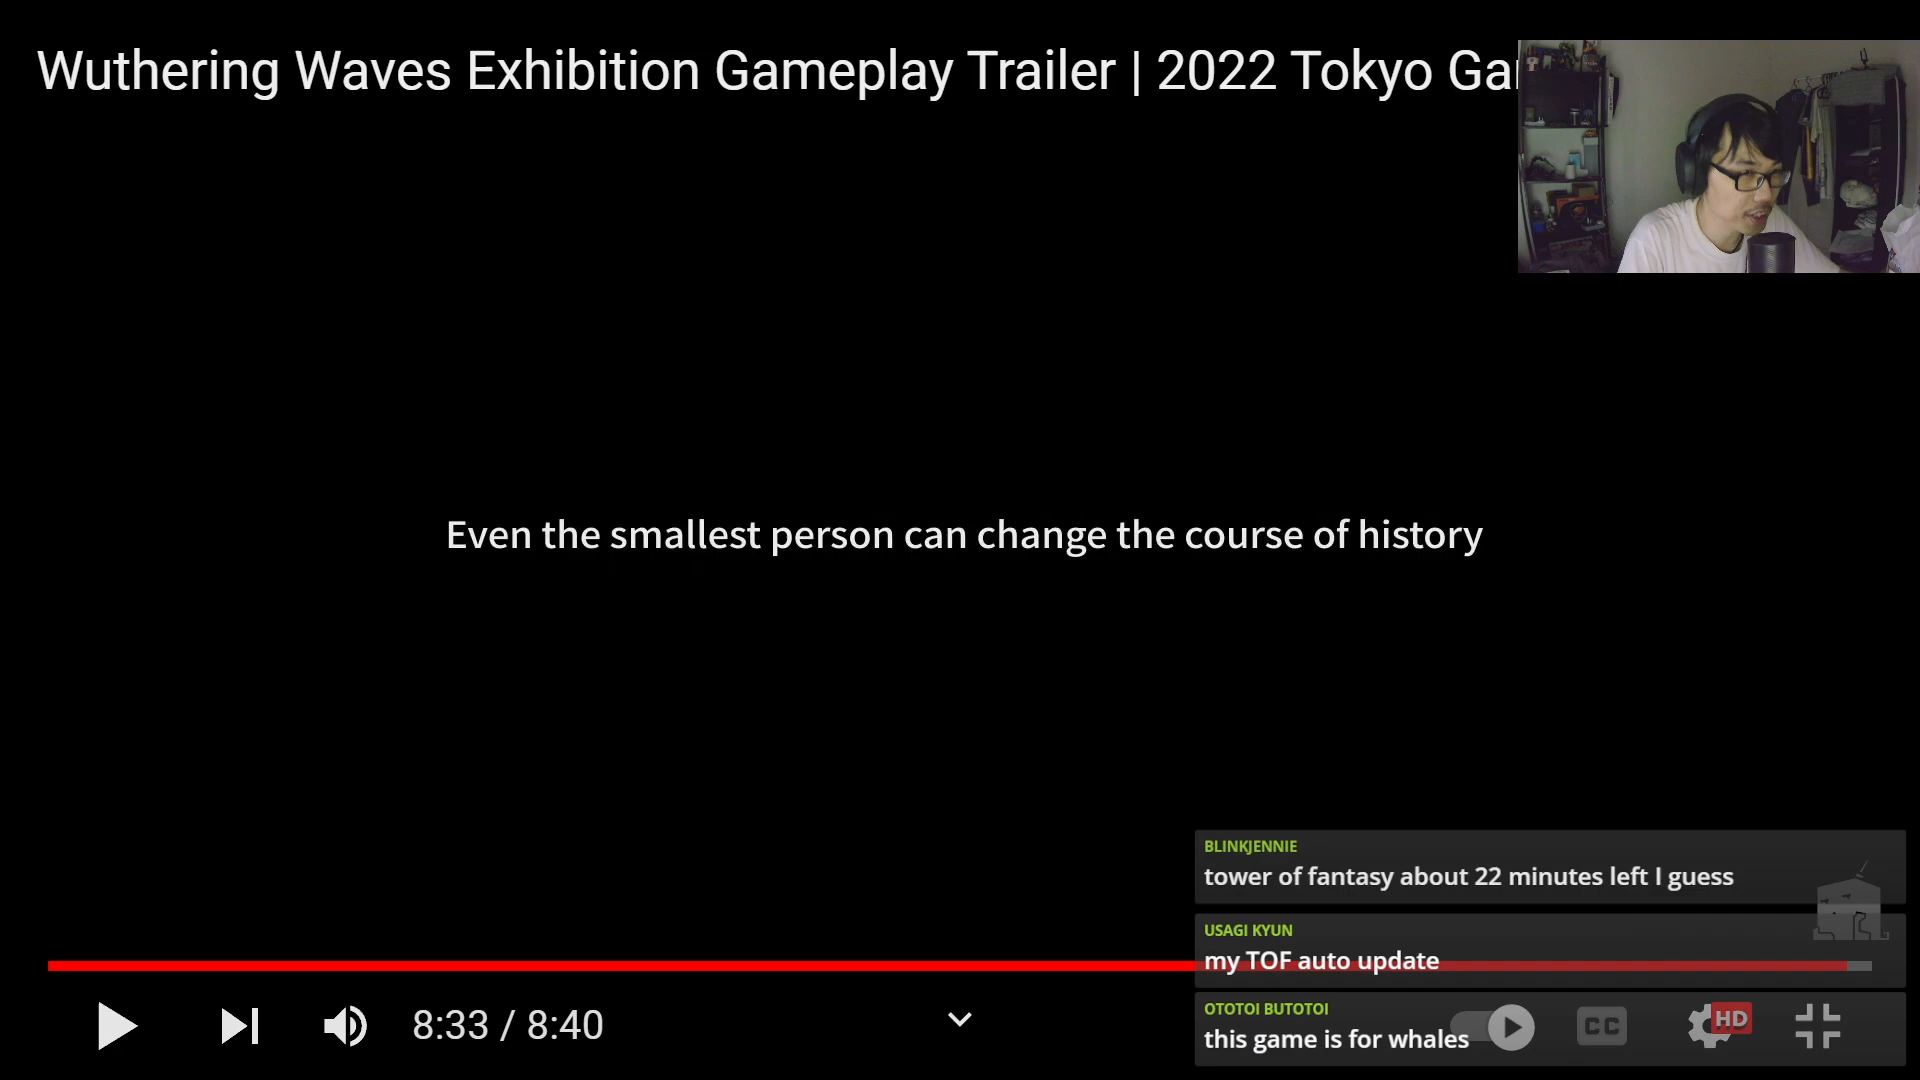 Wuthering Waves Exhibition Gameplay Trailer | 2022 Tokyo Ga
Even the smallest person can change the course of history
BLINKJENNIE
tower of fantasy about 22 minutes left I guess
USAGI KYUN
my TOF auto update
OTOTOI BUTOTOI
this game is for whales
8:33 / 8:40
CC
HD